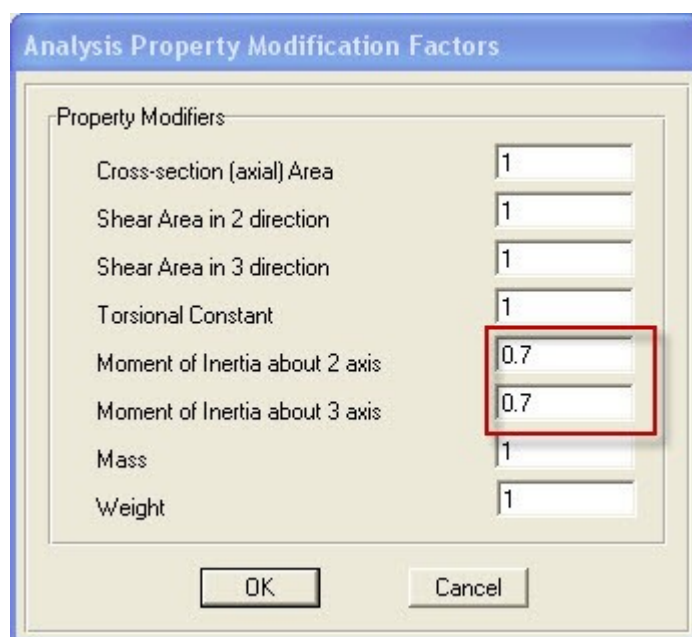 Analysis Property Modification Factors
Property Modifiers
Cross-section (axial) Area 1
Shear Area in 2 direction 1
Shear Area in 3 direction 1
Torsional Constant 1
Moment of Inertia about 2 axis 0.7
Moment of Inertia about 3 axis 0.7
Mass 1
Weight 1
OK Cancel